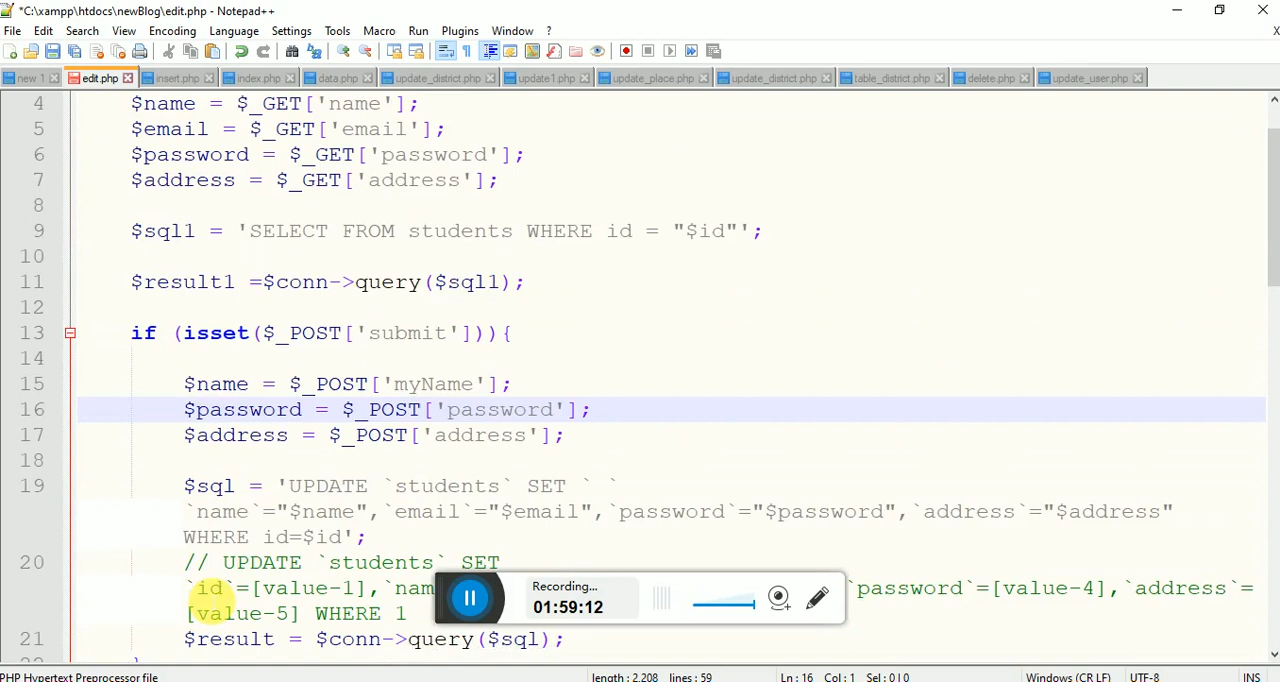 *C:\xampp\htdocs\newBlog\edit.php - Notepad++
File Edit Search View Encoding Language Settings Tools Macro Run Plugins Window ?
X
new 1 edit.php insert.php index.php data.php update_district.php update1.php update_place.php update_district.php table_district.php delete.php update_user.php
4 $name = $_GET['name'];
5 $email = $_GET['email'];
6 $password = $_GET['password'];
7 $address = $_GET['address'];
8
9 $sql1 = 'SELECT FROM students WHERE id = "$id"';
10
11 $result1 =$conn->query($sql1);
12
13 if (isset($_POST['submit'])){
14
15 $name = $_POST['myName'];
16 $password = $_POST['password'];
17 $address = $_POST['address'];
18
19 $sql = 'UPDATE `students` SET ` `
`name`="$name",`email`="$email",`password`="$password",`address`="$address"
WHERE id=$id';
20 // UPDATE `students` SET
`id`=[value-1],`nam `password`=[value-4],`address`=
[value-5] WHERE 1
21 $result = $conn->query($sql);
Recording...
01:59:12
PHP Hypertext Preprocessor file length : 2,208 lines : 59 Ln : 16 Col : 1 Sel : 0 | 0 Windows (CR LF) UTF-8 INS